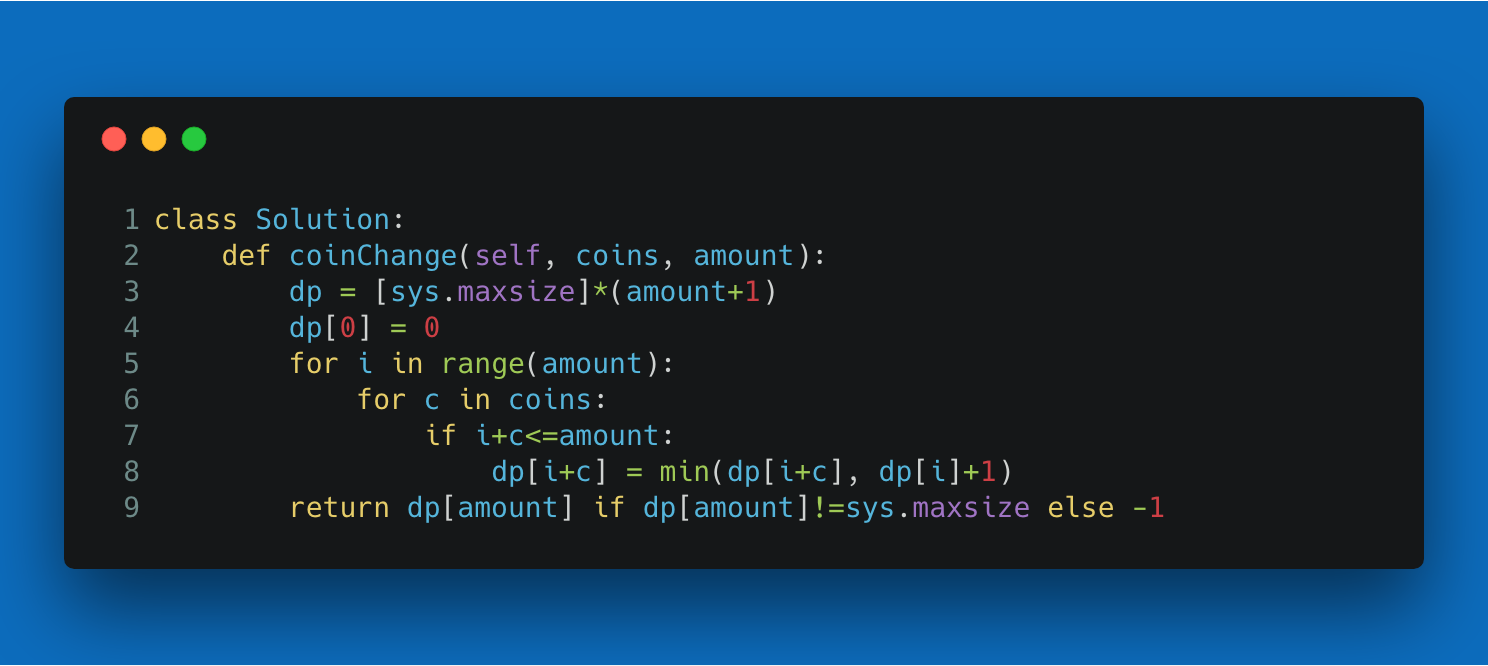 1 class Solution:
2     def coinChange(self, coins, amount):
3         dp = [sys.maxsize]*(amount+1)
4         dp[0] = 0
5         for i in range(amount):
6             for c in coins:
7                 if i+c<=amount:
8                     dp[i+c] = min(dp[i+c], dp[i]+1)
9         return dp[amount] if dp[amount]!=sys.maxsize else -1